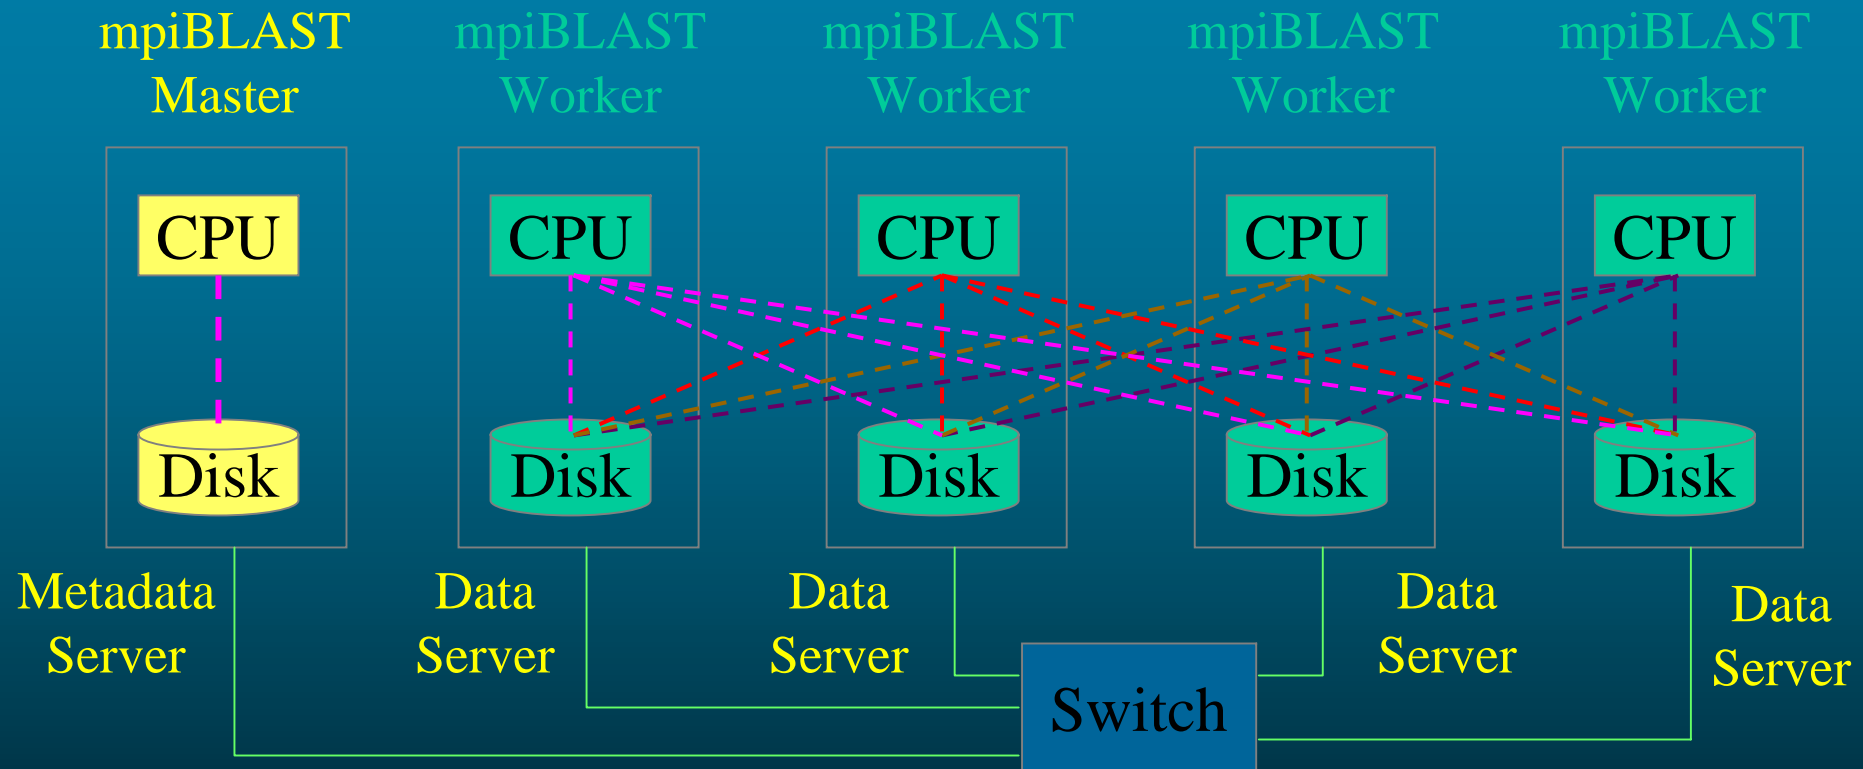 mpiBLAST
Master
mpiBLAST
Worker
mpiBLAST
Worker
mpiBLAST
Worker
mpiBLAST
Worker
CPU
CPU
CPU
CPU
CPU
Disk
Disk
Disk
Disk
Disk
Metadata
Server
Data
Server
Data
Server
Data
Server
Data
Server
Switch